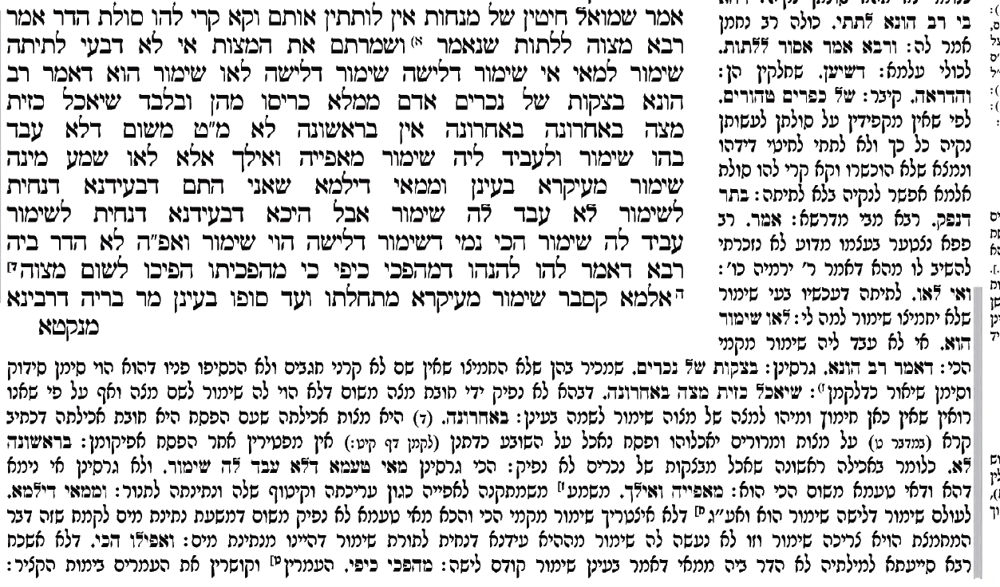 אמר שמואל חיטין של מנחות אין לותתין אותם וקא קרי להו סולת הדר אמר
רבא מצוה ללתות שנאמר א) ושמרתם את המצות אי לא דבעי לתיתה
שימור למאי אי שימור דלישה שימור דלישה לאו שימור הוא דאמר רב
הונא בצקות של נכרים אדם ממלא כריסו מהן ובלבד שיאכל כזית
מצה באחרונה באחרונה אין בראשונה לא מ"ט משום דלא עבד
בהו שימור ולעביד ליה שימור מאפייה ואילך אלא לאו שמע מינה
שימור מעיקרא בעינן וממאי דילמא שאני התם דבעידנא דנחית
לשימור לא עבד לה שימור אבל היכא דבעידנא דנחית לשימור
עביד לה שימור הכי נמי דשימור דלישה הוי שימור ואפ"ה לא הדר ביה
רבא דאמר להו להנהו דמהפכי כיפי כי מהפכיתו הפיכו לשום מצוה ד]
ה אלמא קסבר שימור מעיקרא מתחלתו ועד סופו בעינן מר בריה דרבינא
מנקטא
בי רב הונא לתתי. כולה רב נחמן
אמר לה: ורבא אמר אסור ללתות.
לכולי עלמא: דשיצן. שחלקין הן:
והדראה. קיבר: של כפרים טהורים.
לפי שאין מקפידין על סולתן לעשותן
נקיה כל כך ולא לתתי לחיטי דידהו
ונמצא שלא הוכשרו וקא קרי להו סולת
אלמא אפשר לנקיה בלא לתיתה: בתר
דנפק. רבא מבי מדרשא: אמר. רב
פפא נצטער בעצמו מדוע לא נזכרתי
להשיב לו מהא דאמר ר' ירמיה כו':
ואי לאו. לתיתה דעכשיו בעי שימור
שלא יחמיצו שימור למה לי: לאו שימור
הוא. אי לא עבד ליה שימור מקמי
הכי: דאמר רב הונא. גרסינן: בצקות של נכרים. שמכיר בהן שלא החמיצו שאין שם לא קרני חגבים ולא הכסיפו פניו דהוא הוי סימן סידוק
וסימן שיאור כדלקמן ו): שיאכל כזית מצה באחרונה. דבהא לא נפיק ידי חובת מצה משום דלא הוי לה שימור לשם מצה ואף על פי שאנו
רואין שאין כאן חימוץ ומיהו למצה של מצוה שימור לשמה בעינן: באחרונה. (ד) היא מצות אכילתה שעם הפסח היא חובת אכילתה דכתיב
קרא (במדבר ט) על מצות ומרורים יאכלוהו ופסח נאכל על השובע כדתנן (לקמן דף קיט:) אין מפטירין אחר הפסח אפיקומן: בראשונה
לא. כלומר באכילה ראשונה שאכל מבצקות של נכרים לא נפיק: הכי גרסינן מאי טעמא דלא עבד לה שימור. ולא גרסינן אי נימא
דהא ודאי טעמא משום הכי הוא: מאפייה ואילך. משמע ז] משמתקנה לאפייה כגון עריכתה וקיטוף שלה ונתינתה לתנור: וממאי דילמא.
לעולם שימור דלישה שימור הוא ואע"ג ח] דלא איצטריך שימור מקמי הכי והכא מאי טעמא לא נפיק משום דמשעת נתינת מים לקמח שזה דבר
המחמצת הויא צריכה שימור וזו לא נעשה לה שימור מההיא עידנא דנחית לתורת שימור דהיינו מנתינת מים: ואפילו הכי. דלא אשכח
רבא סייעתא למילתיה לא הדר ביה ממאי דאמר בעינן שימור קודם לישה: מהפכי כיפי. העמרין ט] וקושרין את העמרים בימות הקציר: